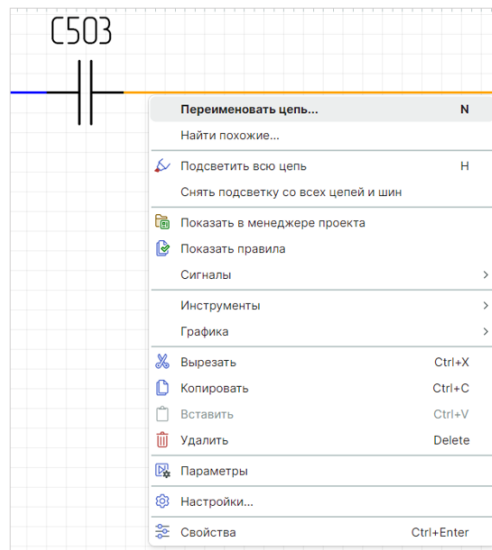 C503
Переименовать цепь... N
Найти похожие...
Подсветить всю цепь H
Снять подсветку со всех цепей и шин
Показать в менеджере проекта
Показать правила
Сигналы
Инструменты
Графика
Вырезать Ctrl+X
Копировать Ctrl+C
Вставить Ctrl+V
Удалить Delete
Параметры
Настройки...
Свойства Ctrl+Enter